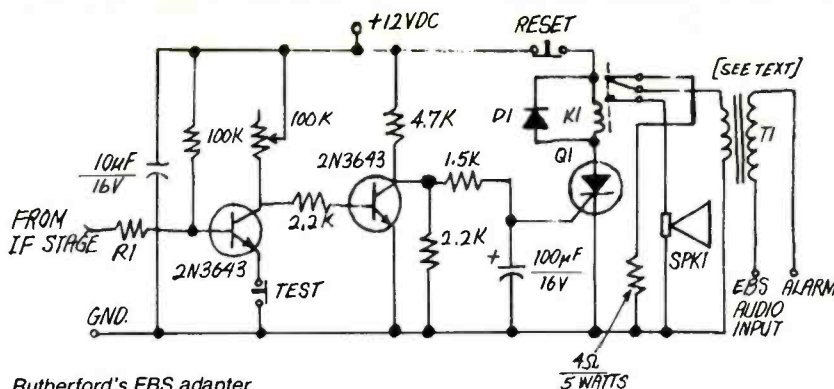 +12VDC
RESET
[SEE TEXT]
100K
100K
4.7K
D1
K1
T1
10µF
16V
2N3643
1.5K
Q1
FROM
IF STAGE
R1
2.2K
2N3643
2.2K
100µF
16V
+
SPK1
TEST
EBS
AUDIO
INPUT
ALARM
GND.
4Ω
5 WATTS
Rutherford's EBS adapter